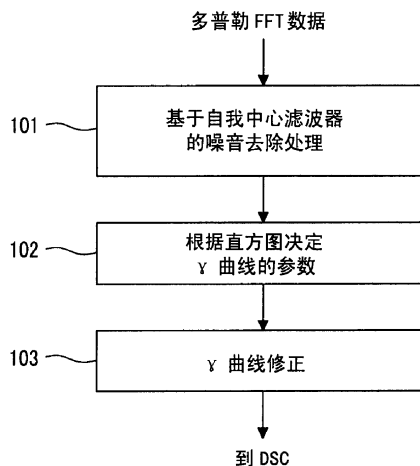 多普勒 FFT 数据
101
基于自我中心滤波器
的噪音去除处理
102
根据直方图决定
γ 曲线的参数
103
γ 曲线修正
到 DSC